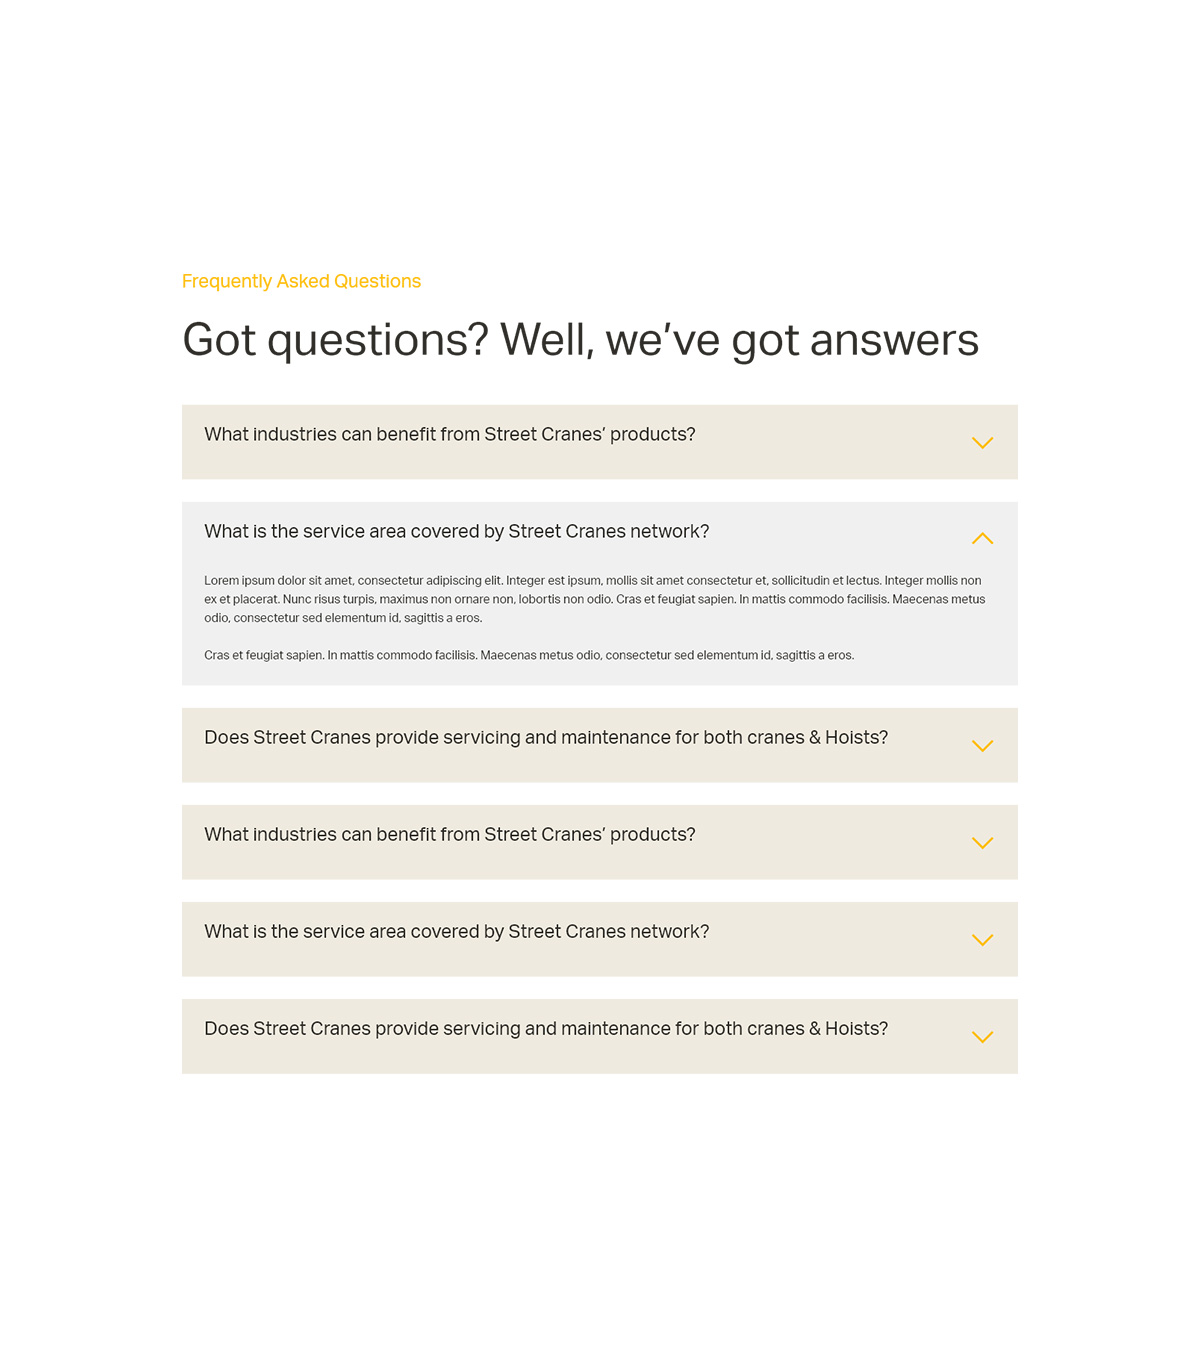 Frequently Asked Questions
Got questions? Well, we’ve got answers
What industries can benefit from Street Cranes’ products?
What is the service area covered by Street Cranes network?
Lorem ipsum dolor sit amet, consectetur adipiscing elit. Integer est ipsum, mollis sit amet consectetur et, sollicitudin et lectus. Integer mollis non
ex et placerat. Nunc risus turpis, maximus non ornare non, lobortis non odio. Cras et feugiat sapien. In mattis commodo facilisis. Maecenas metus
odio, consectetur sed elementum id, sagittis a eros.
Cras et feugiat sapien. In mattis commodo facilisis. Maecenas metus odio, consectetur sed elementum id, sagittis a eros.
Does Street Cranes provide servicing and maintenance for both cranes & Hoists?
What industries can benefit from Street Cranes’ products?
What is the service area covered by Street Cranes network?
Does Street Cranes provide servicing and maintenance for both cranes & Hoists?